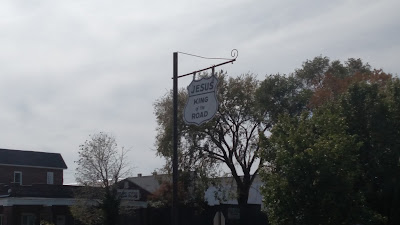 JESUS
KING
OF THE
ROAD